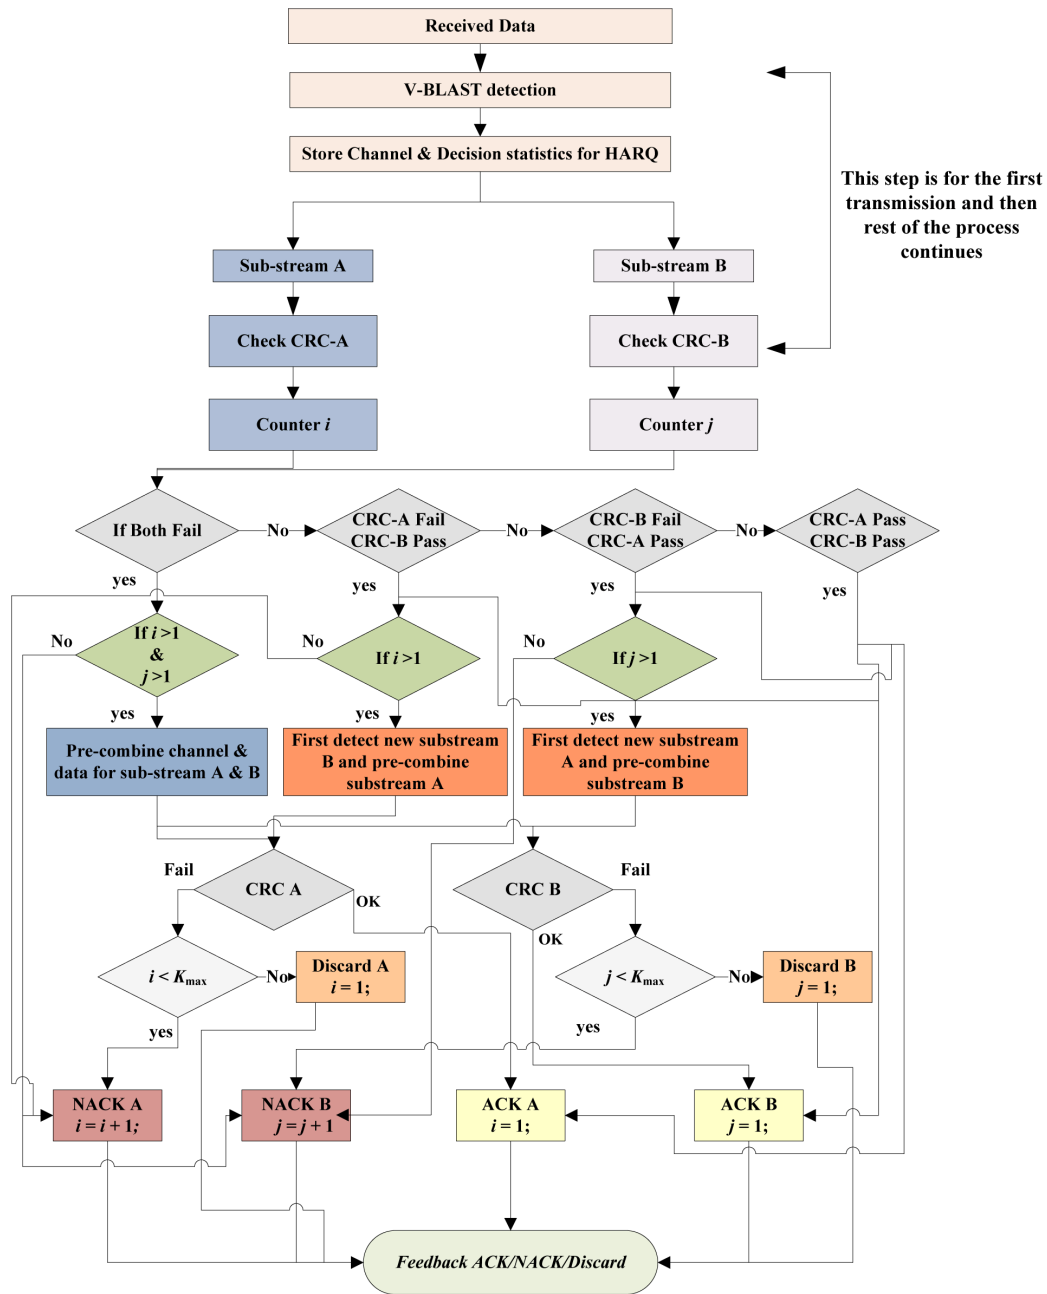 Received Data
V-BLAST detection
Store Channel & Decision statistics for HARQ
This step is for the first
transmission and then
rest of the process
continues
Sub-stream A
Sub-stream B
Check CRC-A
Check CRC-B
Counter i
Counter j
If Both Fail
No
CRC-A Fail
CRC-B Pass
No
CRC-B Fail
CRC-A Pass
No
CRC-A Pass
CRC-B Pass
yes
yes
yes
yes
No
If i >1
&
j >1
No
If i >1
No
If j >1
yes
yes
yes
Pre-combine channel &
data for sub-stream A & B
First detect new substream
B and pre-combine
substream A
First detect new substream
A and pre-combine
substream B
Fail
CRC A
OK
CRC B
Fail
OK
i < Kmax
No
Discard A
i = 1;
j < Kmax
No
Discard B
j = 1;
yes
yes
NACK A
i = i + 1;
NACK B
j = j + 1
ACK A
i = 1;
ACK B
j = 1;
Feedback ACK/NACK/Discard